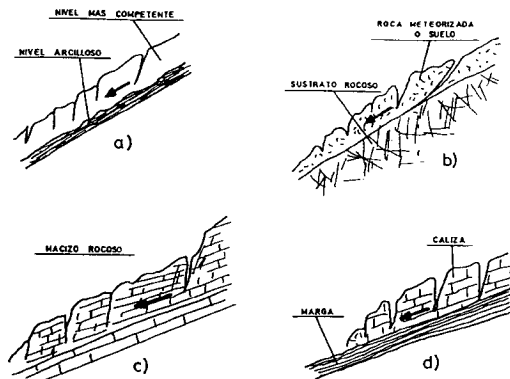 NIVEL MAS COMPETENTE
NIVEL ARCILLOSO
a)
ROCA METEORIZADA
O SUELO
SUSTRATO ROCOSO
b)
MACIZO ROCOSO
c)
CALIZA
MARGA
d)